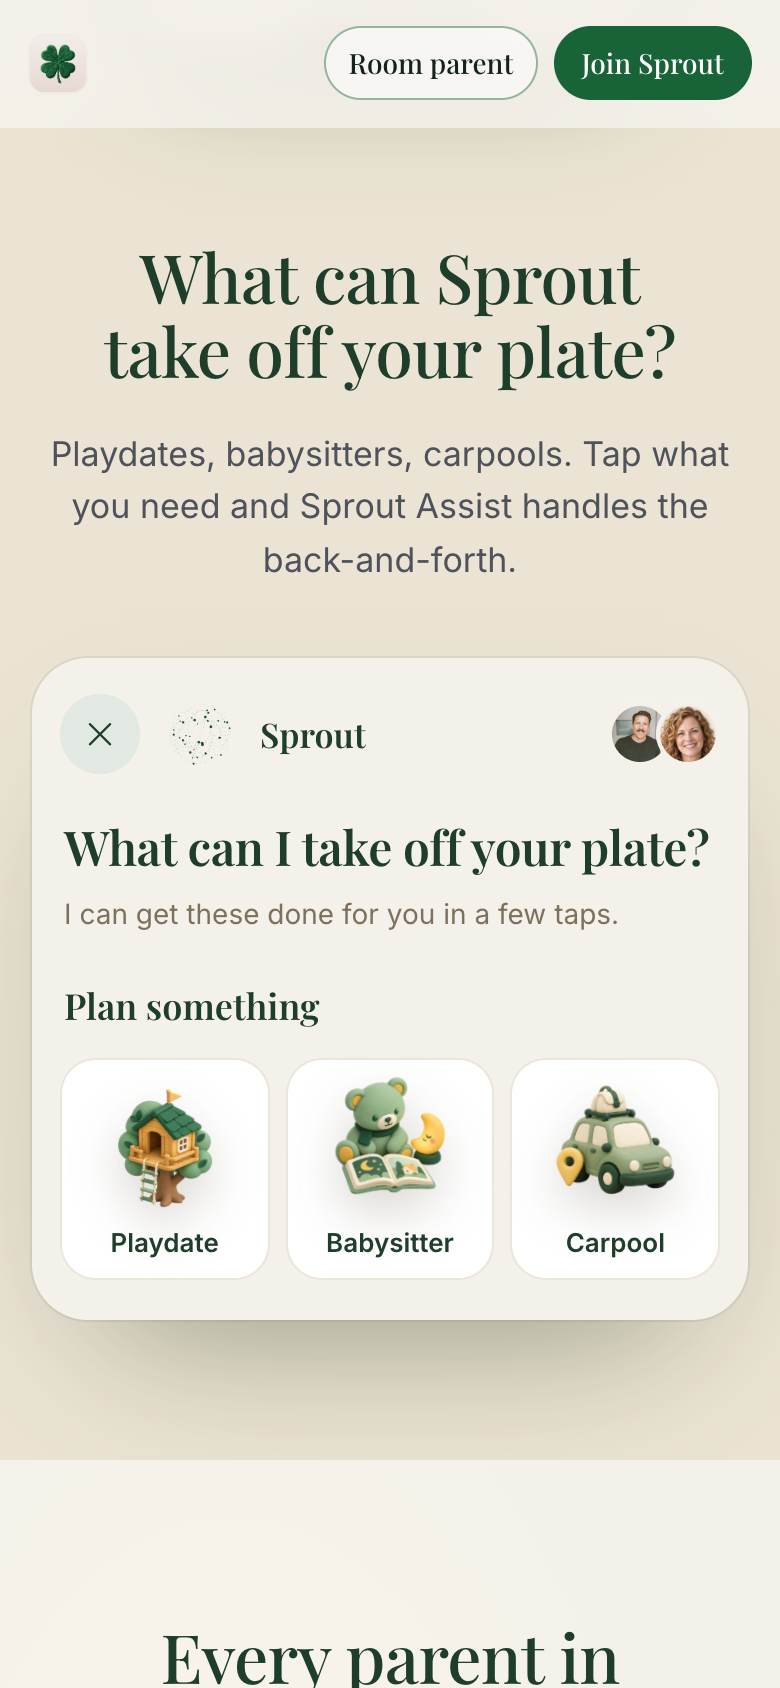 Room parent
Join Sprout
What can Sprout
take off your plate?
Playdates, babysitters, carpools. Tap what
you need and Sprout Assist handles the
back-and-forth.
Sprout
What can I take off your plate?
I can get these done for you in a few taps.
Plan something
Playdate
Babysitter
Carpool
Every parent in